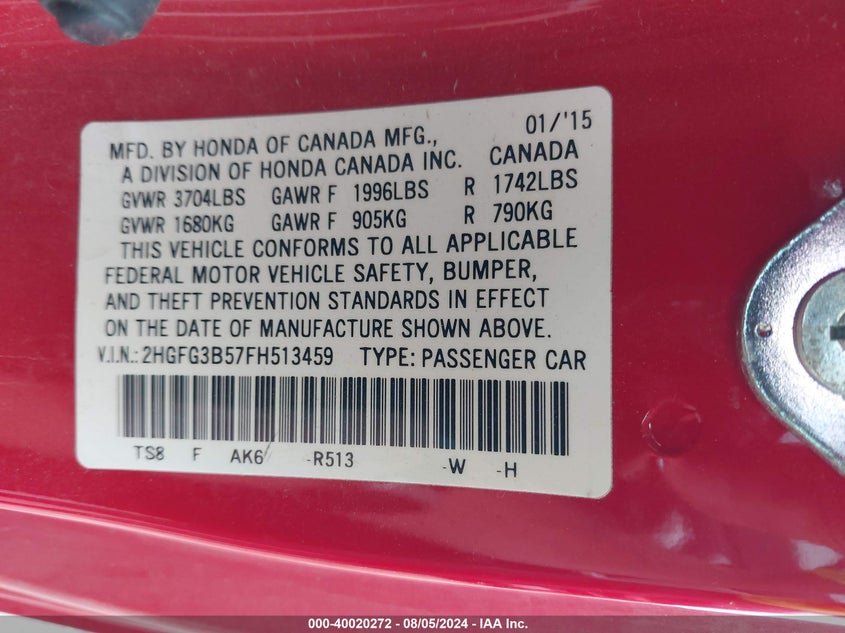 01/'15
MFD. BY HONDA OF CANADA MFG.,
A DIVISION OF HONDA CANADA INC. CANADA
GVWR 3704LBS GAWR F 1996LBS R 1742LBS
GVWR 1680KG GAWR F 905KG R 790KG
THIS VEHICLE CONFORMS TO ALL APPLICABLE
FEDERAL MOTOR VEHICLE SAFETY, BUMPER,
AND THEFT PREVENTION STANDARDS IN EFFECT
ON THE DATE OF MANUFACTURE SHOWN ABOVE.
V.I.N.: 2HGFG3B57FH513459 TYPE: PASSENGER CAR
TS8 F AK6 -R513 -W -H
000-40020272 - 08/05/2024 - IAA Inc.